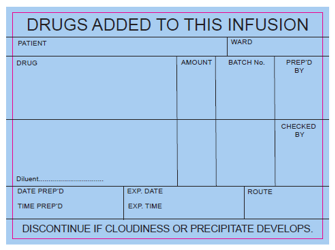 DRUGS ADDED TO THIS INFUSION
PATIENT WARD
DRUG AMOUNT BATCH No. PREP'D BY
CHECKED BY
Diluent................................
DATE PREP'D EXP. DATE ROUTE
TIME PREP'D EXP. TIME
DISCONTINUE IF CLOUDINESS OR PRECIPITATE DEVELOPS.